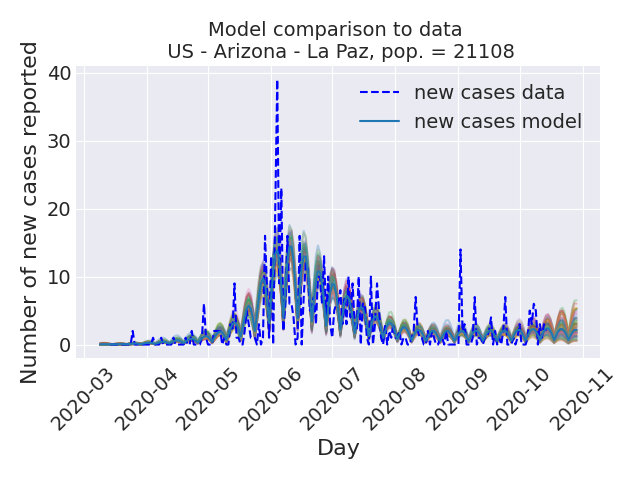 Model comparison to data
US - Arizona - La Paz, pop. = 21108
Number of new cases reported
40
30
20
10
0
new cases data
new cases model
2020-03
2020-04
2020-05
2020-06
2020-07
2020-08
2020-09
2020-10
2020-11
Day